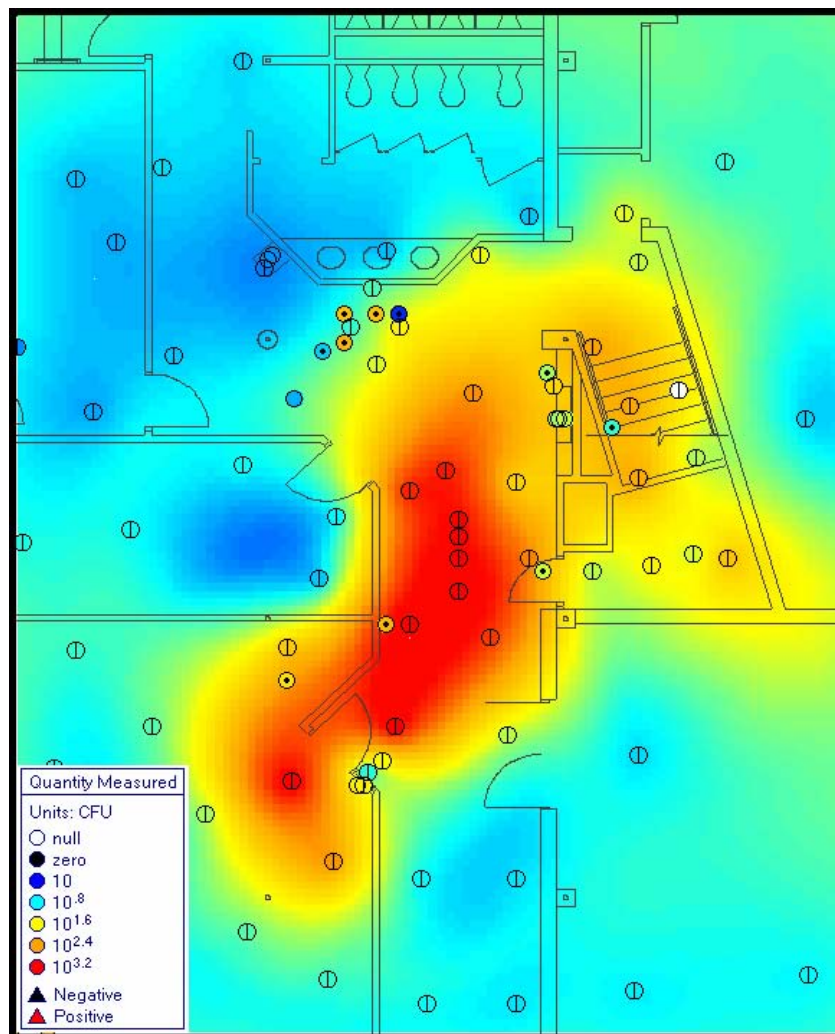 Quantity Measured
Units: CFU
null
zero
10
10.8
101.6
102.4
103.2
Negative
Positive